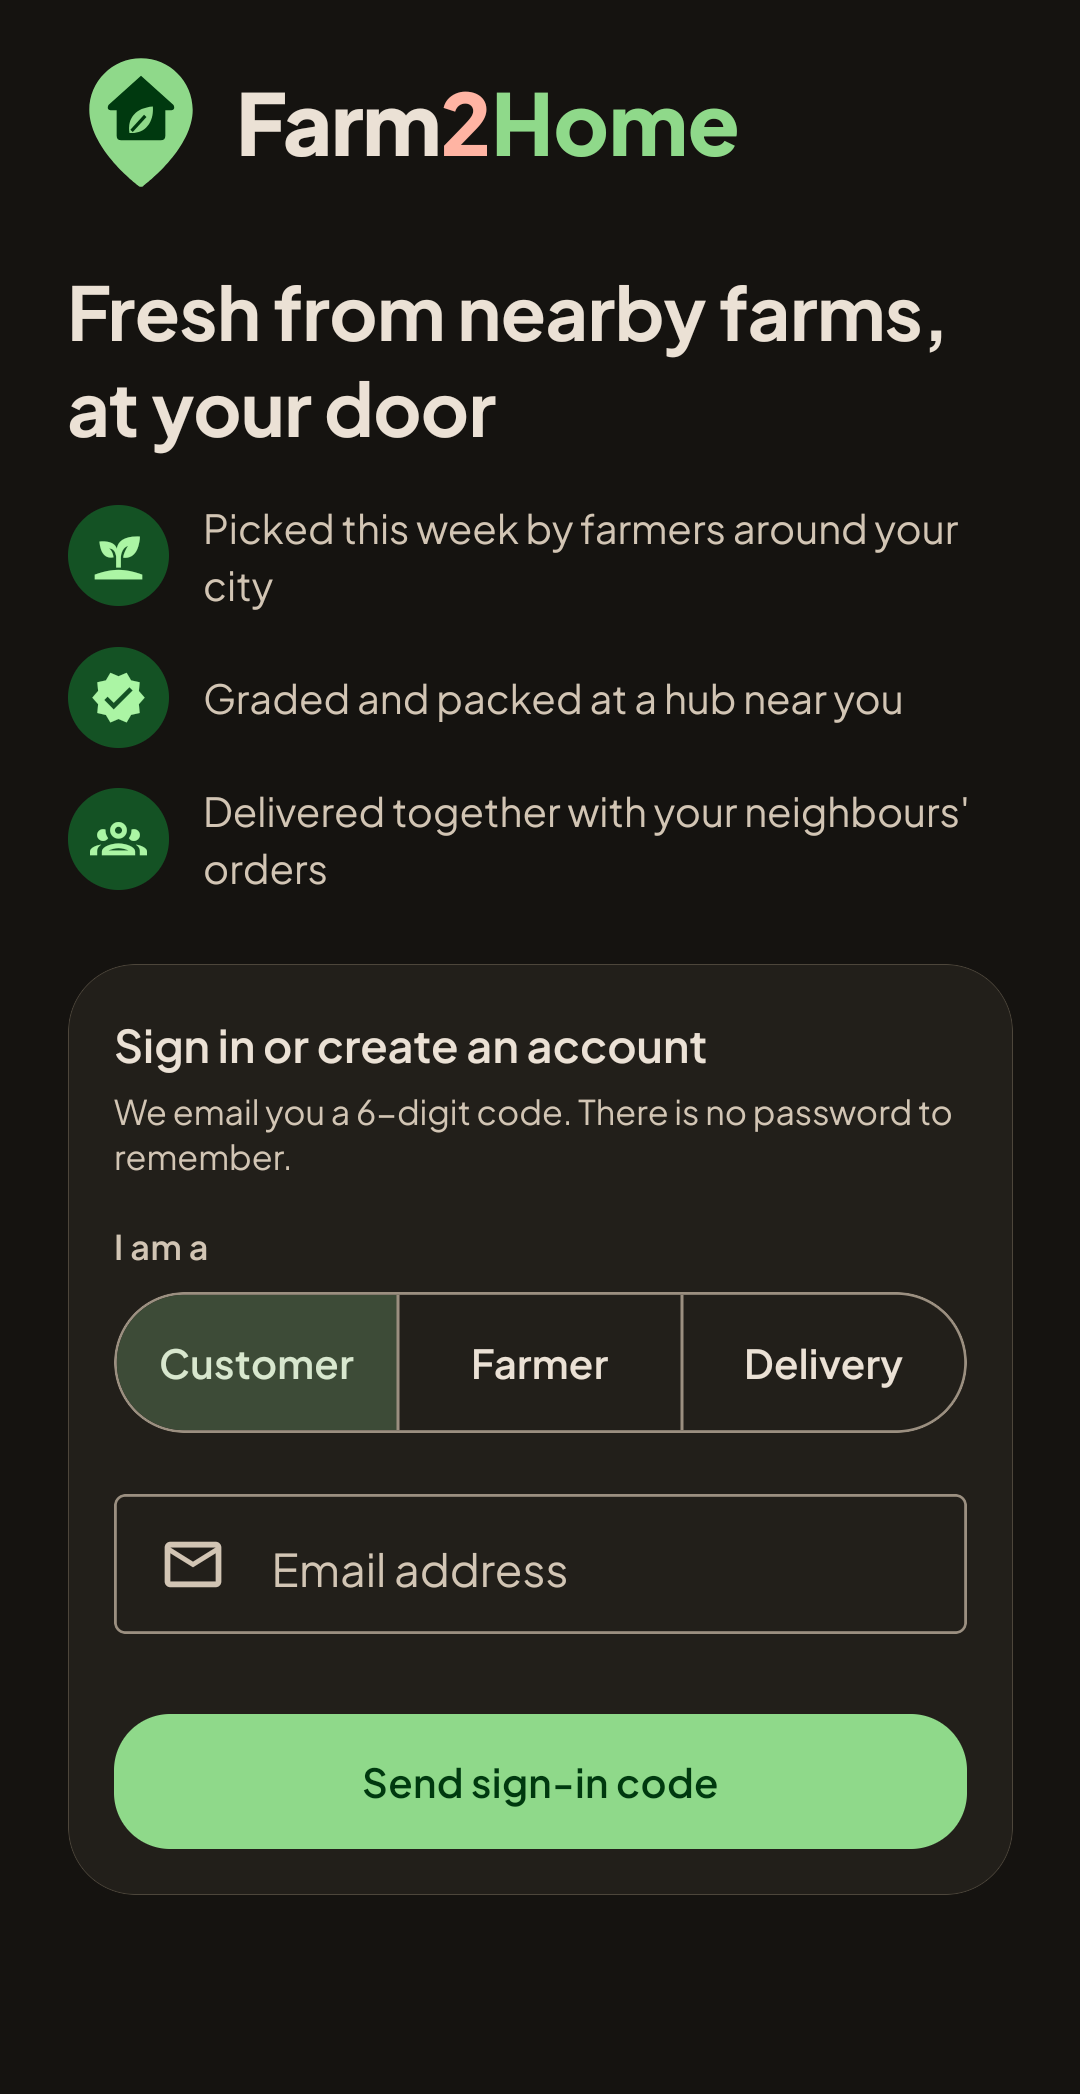 Farm2Home
Fresh from nearby farms,
at your door
Picked this week by farmers around your
city
Graded and packed at a hub near you
Delivered together with your neighbours'
orders
Sign in or create an account
We email you a 6-digit code. There is no password to
remember.
I am a
Customer Farmer Delivery
Email address
Send sign-in code